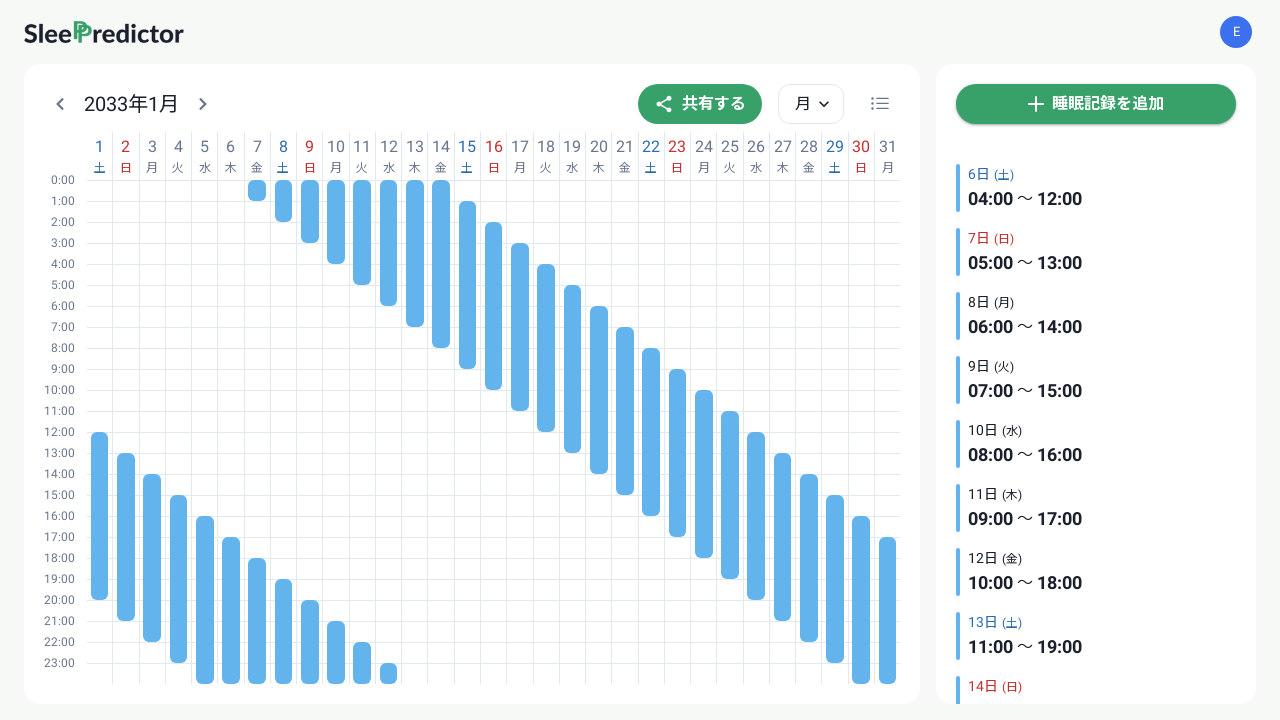 SleePredictor
E
2033年1月
共有する
月
睡眠記録を追加
1 2 3 4 5 6 7 8 9 10 11 12 13 14 15 16 17 18 19 20 21 22 23 24 25 26 27 28 29 30 31
土 日 月 火 水 木 金 土 日 月 火 水 木 金 土 日 月 火 水 木 金 土 日 月 火 水 木 金 土 日 月
0:00
1:00
2:00
3:00
4:00
5:00
6:00
7:00
8:00
9:00
10:00
11:00
12:00
13:00
14:00
15:00
16:00
17:00
18:00
19:00
20:00
21:00
22:00
23:00
6日 (土)
04:00 〜 12:00
7日 (日)
05:00 〜 13:00
8日 (月)
06:00 〜 14:00
9日 (火)
07:00 〜 15:00
10日 (水)
08:00 〜 16:00
11日 (木)
09:00 〜 17:00
12日 (金)
10:00 〜 18:00
13日 (土)
11:00 〜 19:00
14日 (日)